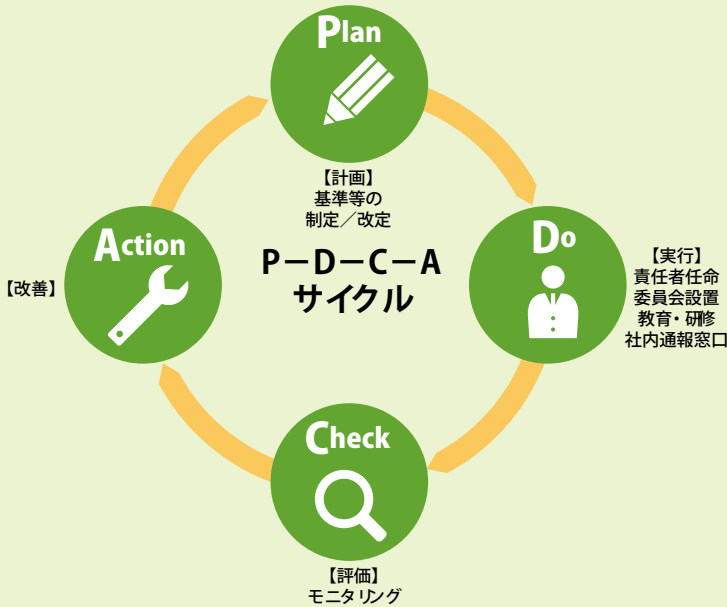 Plan
【計画】
基準等の
制定／改定
P－D－C－A
サイクル
Do
【実行】
責任者任命
委員会設置
教育・研修
社内通報窓口
Check
【評価】
モニタリング
Action
【改善】